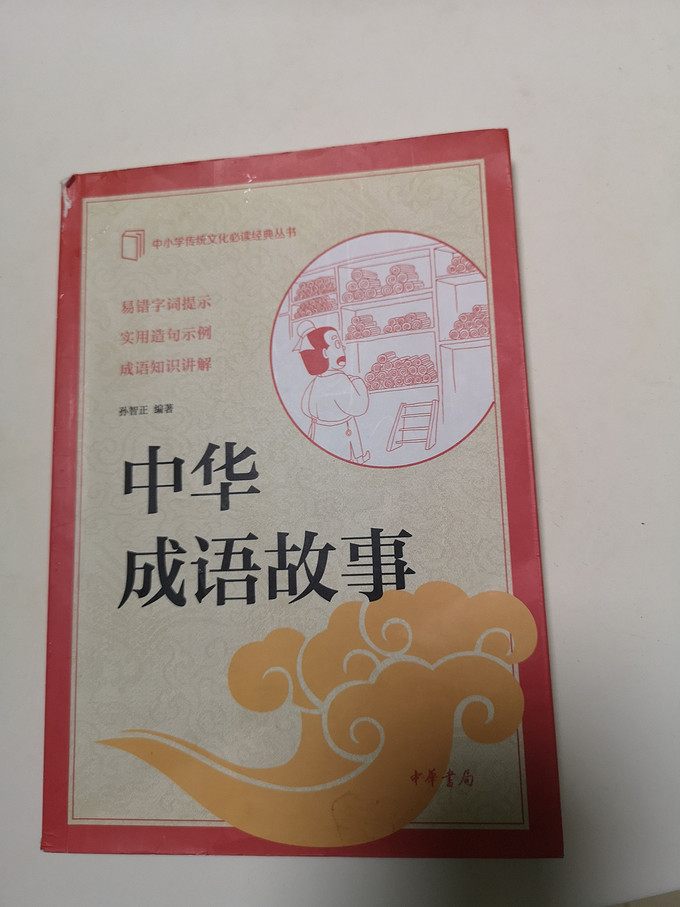 中小学传统文化必读经典丛书
易错字词提示
实用造句示例
成语知识讲解
孙智正 编著
中华
成语故事
中華書局